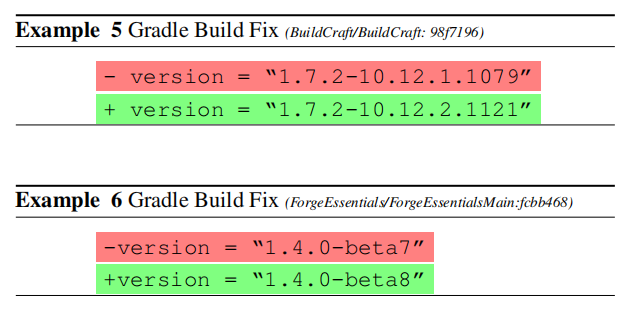 Example 5 Gradle Build Fix (BuildCraft/BuildCraft: 98f7196)
- version = “1.7.2-10.12.1.1079”
+ version = “1.7.2-10.12.2.1121”
Example 6 Gradle Build Fix (ForgeEssentials/ForgeEssentialsMain:fcbb468)
-version = “1.4.0-beta7”
+version = “1.4.0-beta8”